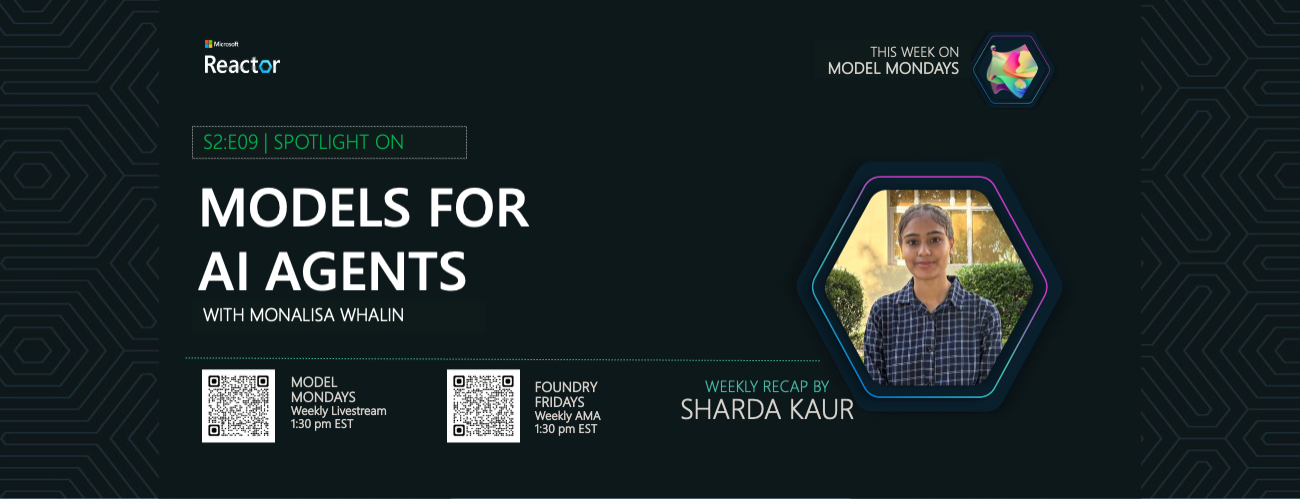 Microsoft
Reactor
THIS WEEK ON
MODEL MONDAYS
S2:E09 | SPOTLIGHT ON
MODELS FOR
AI AGENTS
WITH MONALISA WHALIN
MODEL
MONDAYS
Weekly Livestream
1:30 pm EST
FOUNDRY
FRIDAYS
Weekly AMA
1:30 pm EST
WEEKLY RECAP BY
SHARDA KAUR